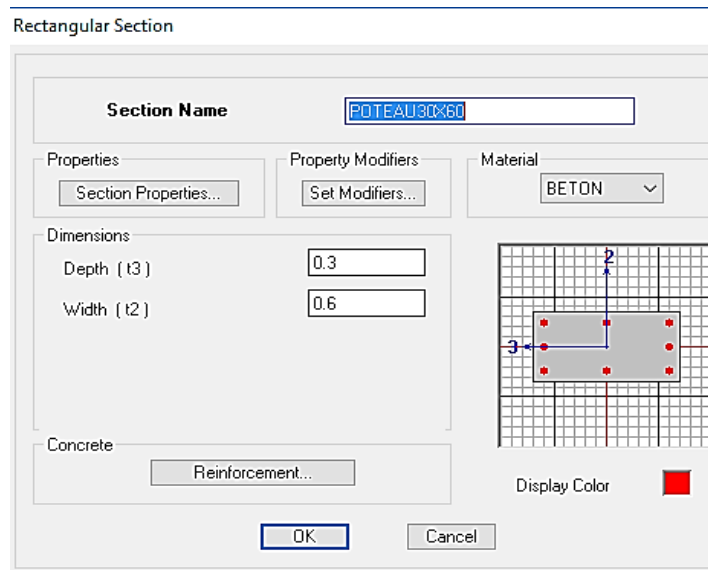 Rectangular Section
Section Name
POTEAU30X60
Properties
Section Properties...
Property Modifiers
Set Modifiers...
Material
BETON
Dimensions
Depth ( t3 )
0.3
Width ( t2 )
0.6
2
3
Concrete
Reinforcement...
Display Color
OK
Cancel